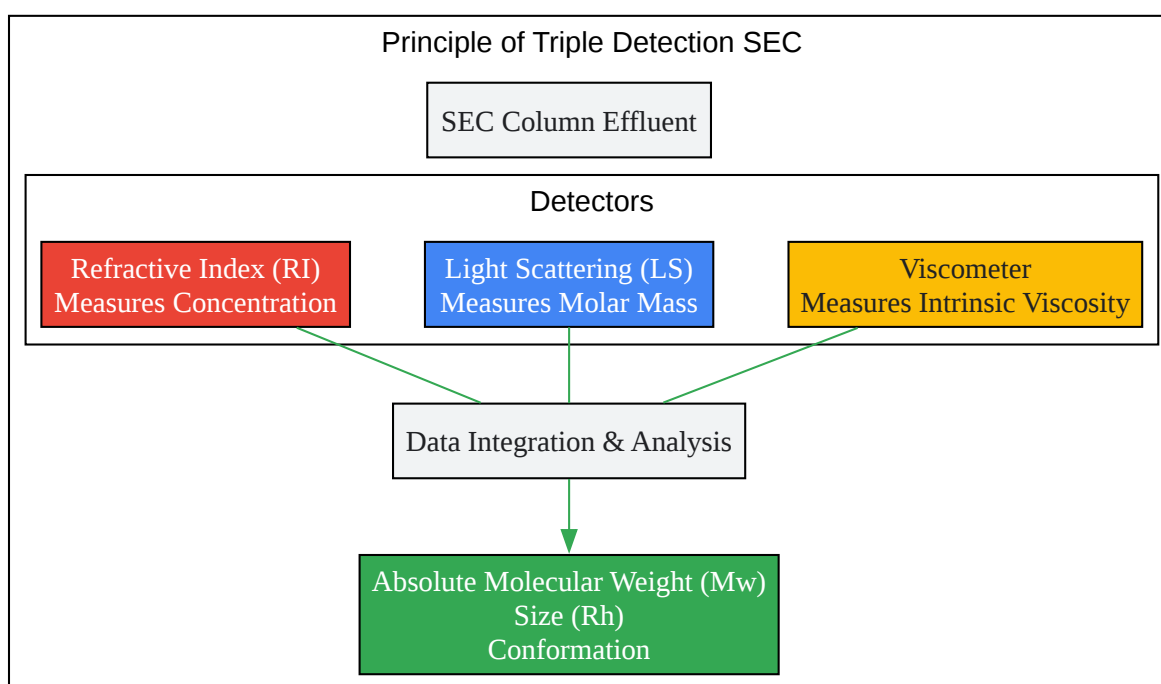 Principle of Triple Detection SEC
SEC Column Effluent
Detectors
Refractive Index (RI)
Measures Concentration
Light Scattering (LS)
Measures Molar Mass
Viscometer
Measures Intrinsic Viscosity
Data Integration & Analysis
Absolute Molecular Weight (Mw)
Size (Rh)
Conformation